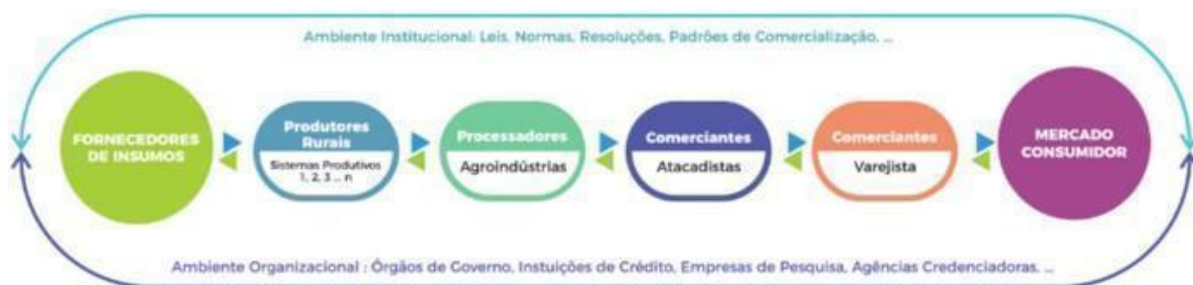 Ambiente Institucional: Leis, Normas, Resoluções, Padrões de Comercialização, ...
FORNECEDORES
DE INSUMOS
Produtores
Rurais
Sistemas Produtivos
1, 2, 3 ... n
Processadores
Agroindústrias
Comerciantes
Atacadistas
Comerciantes
Varejista
MERCADO
CONSUMIDOR
Ambiente Organizacional : Órgãos de Governo, Instuições de Crédito, Empresas de Pesquisa, Agências Credenciadoras, ...